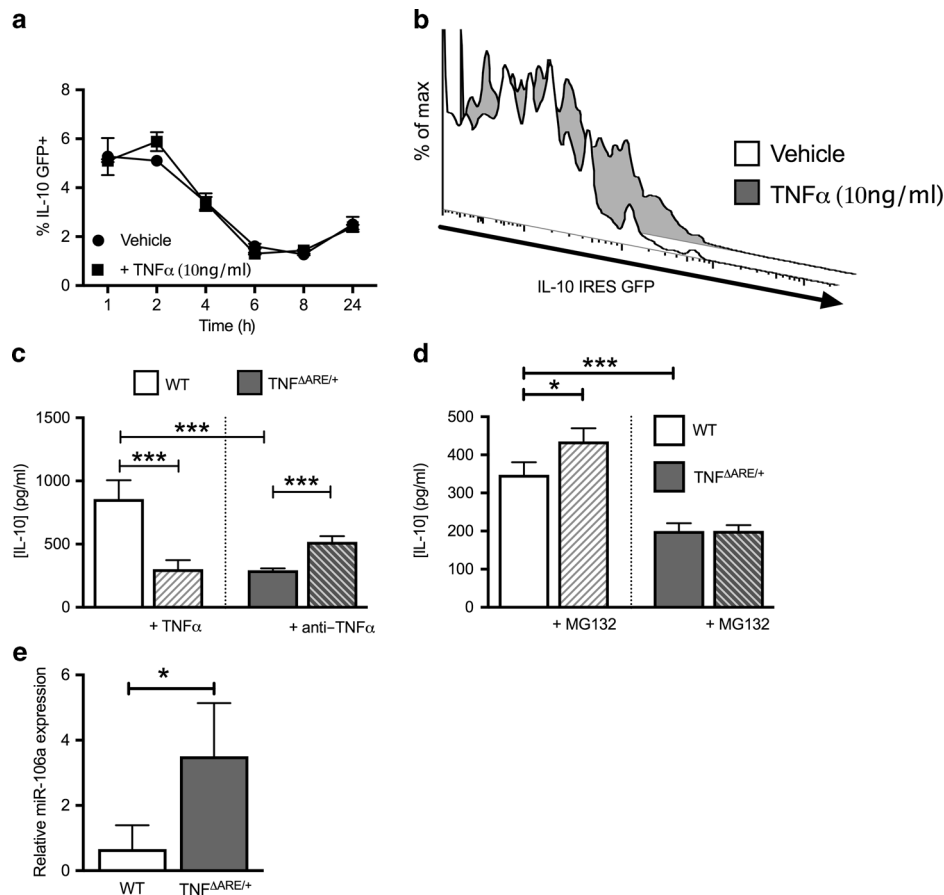 a
% IL-10 GFP+
8
6
4
2
0
Vehicle
+ TNFα (10ng/ml)
1 2 4 6 8 24
Time (h)
b
% of max
Vehicle
TNFα (10ng/ml)
IL-10 IRES GFP
c
WT
TNFΔARE/+
[IL-10] (pg/ml)
1500
1000
500
0
***
***
***
+ TNFα
+ anti–TNFα
d
[IL-10] (pg/ml)
500
400
300
200
100
0
***
*
WT
TNFΔARE/+
+ MG132
+ MG132
e
Relative miR-106a expression
6
4
2
0
*
WT
TNFΔARE/+